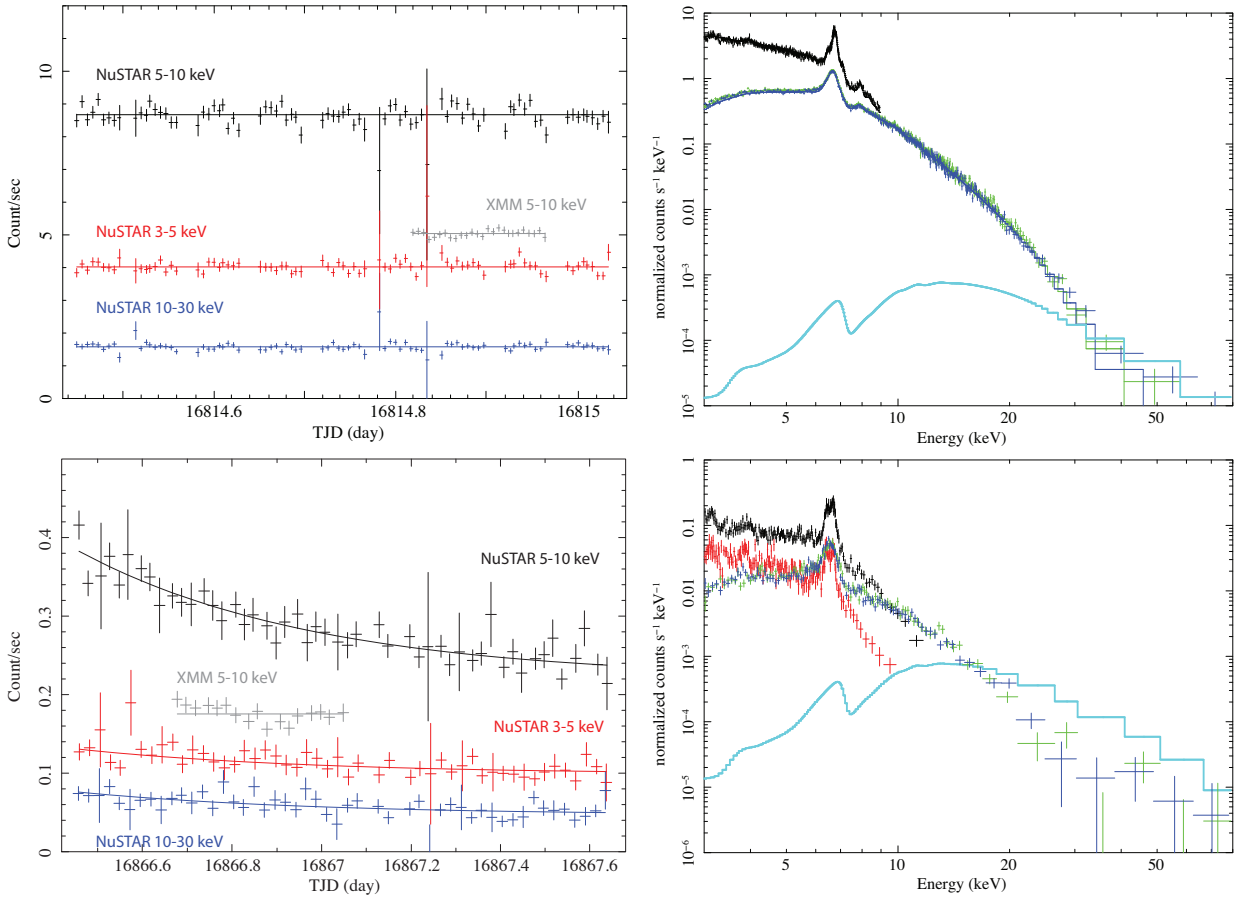 NuSTAR 5-10 keV
XMM 5-10 keV
NuSTAR 3-5 keV
NuSTAR 10-30 keV
Count/sec
0
5
10
16814.6
16814.8
16815
TJD (day)
normalized counts s⁻¹ keV⁻¹
10
1
0.1
0.01
10⁻³
10⁻⁴
10⁻⁵
5
10
20
50
Energy (keV)
NuSTAR 5-10 keV
XMM 5-10 keV
NuSTAR 3-5 keV
NuSTAR 10-30 keV
Count/sec
0
0.1
0.2
0.3
0.4
16866.6
16866.8
16867
16867.2
16867.4
16867.6
TJD (day)
normalized counts s⁻¹ keV⁻¹
1
0.1
0.01
10⁻³
10⁻⁴
10⁻⁵
10⁻⁶
5
10
20
50
Energy (keV)